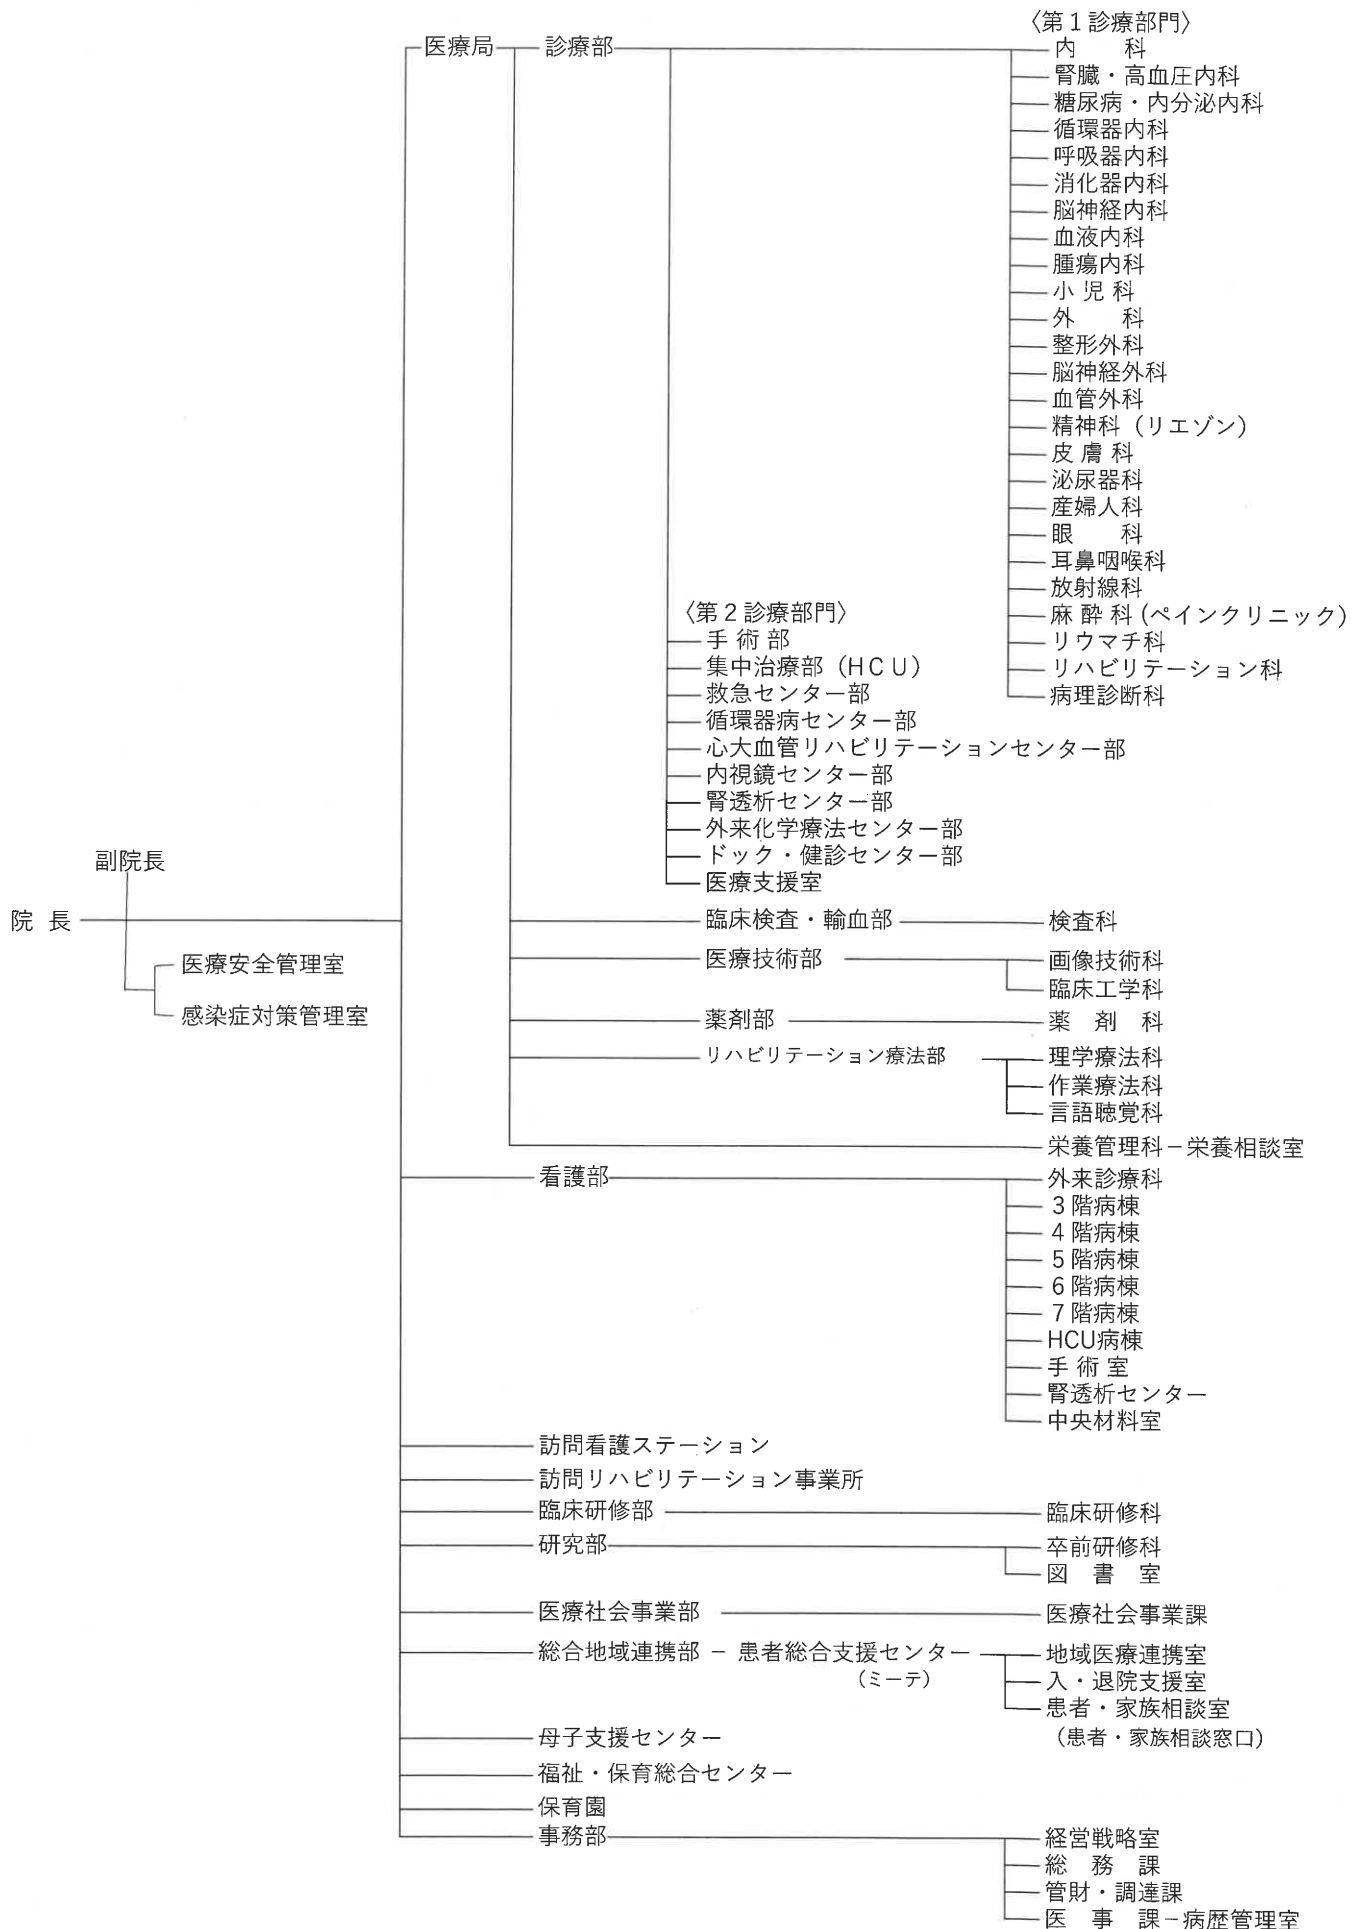 〈第1診療部門〉
医療局 診療部 内　　科
腎臓・高血圧内科
糖尿病・内分泌内科
循環器内科
呼吸器内科
消化器内科
脳神経内科
血液内科
腫瘍内科
小 児 科
外　　科
整形外科
脳神経外科
血管外科
精神科（リエゾン）
皮 膚 科
泌尿器科
産婦人科
眼　　科
耳鼻咽喉科
放射線科
麻 酔 科（ペインクリニック）
リウマチ科
リハビリテーション科
病理診断科
〈第2診療部門〉
手 術 部
集中治療部（HCU）
救急センター部
循環器病センター部
心大血管リハビリテーションセンター部
内視鏡センター部
腎透析センター部
外来化学療法センター部
ドック・健診センター部
医療支援室
副院長
院 長
医療安全管理室
感染症対策管理室
臨床検査・輸血部 検査科
医療技術部 画像技術科
臨床工学科
薬剤部 薬　剤　科
リハビリテーション療法部 理学療法科
作業療法科
言語聴覚科
栄養管理科－栄養相談室
看護部 外来診療科
3階病棟
4階病棟
5階病棟
6階病棟
7階病棟
HCU病棟
手 術 室
腎透析センター
中央材料室
訪問看護ステーション
訪問リハビリテーション事業所
臨床研修部 臨床研修科
研究部 卒前研修科
図　書　室
医療社会事業部 医療社会事業課
総合地域連携部 － 患者総合支援センター 地域医療連携室
（ミーテ） 入・退院支援室
患者・家族相談室
（患者・家族相談窓口）
母子支援センター
福祉・保育総合センター
保育園
事務部 経営戦略室
総　務　課
管財・調達課
医　事　課－病歴管理室